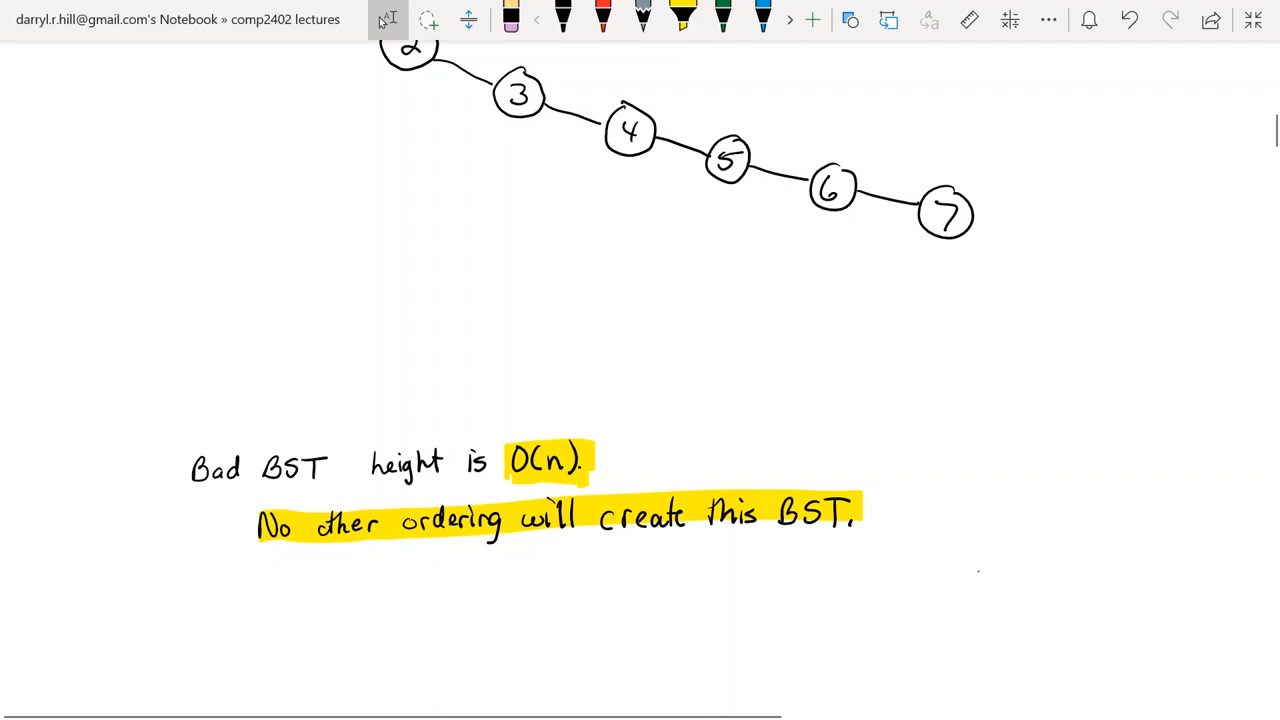 darryl.r.hill@gmail.com's Notebook » comp2402 lectures
2
3
4
5
6
7
Bad BST height is O(n).
No other ordering will create this BST.